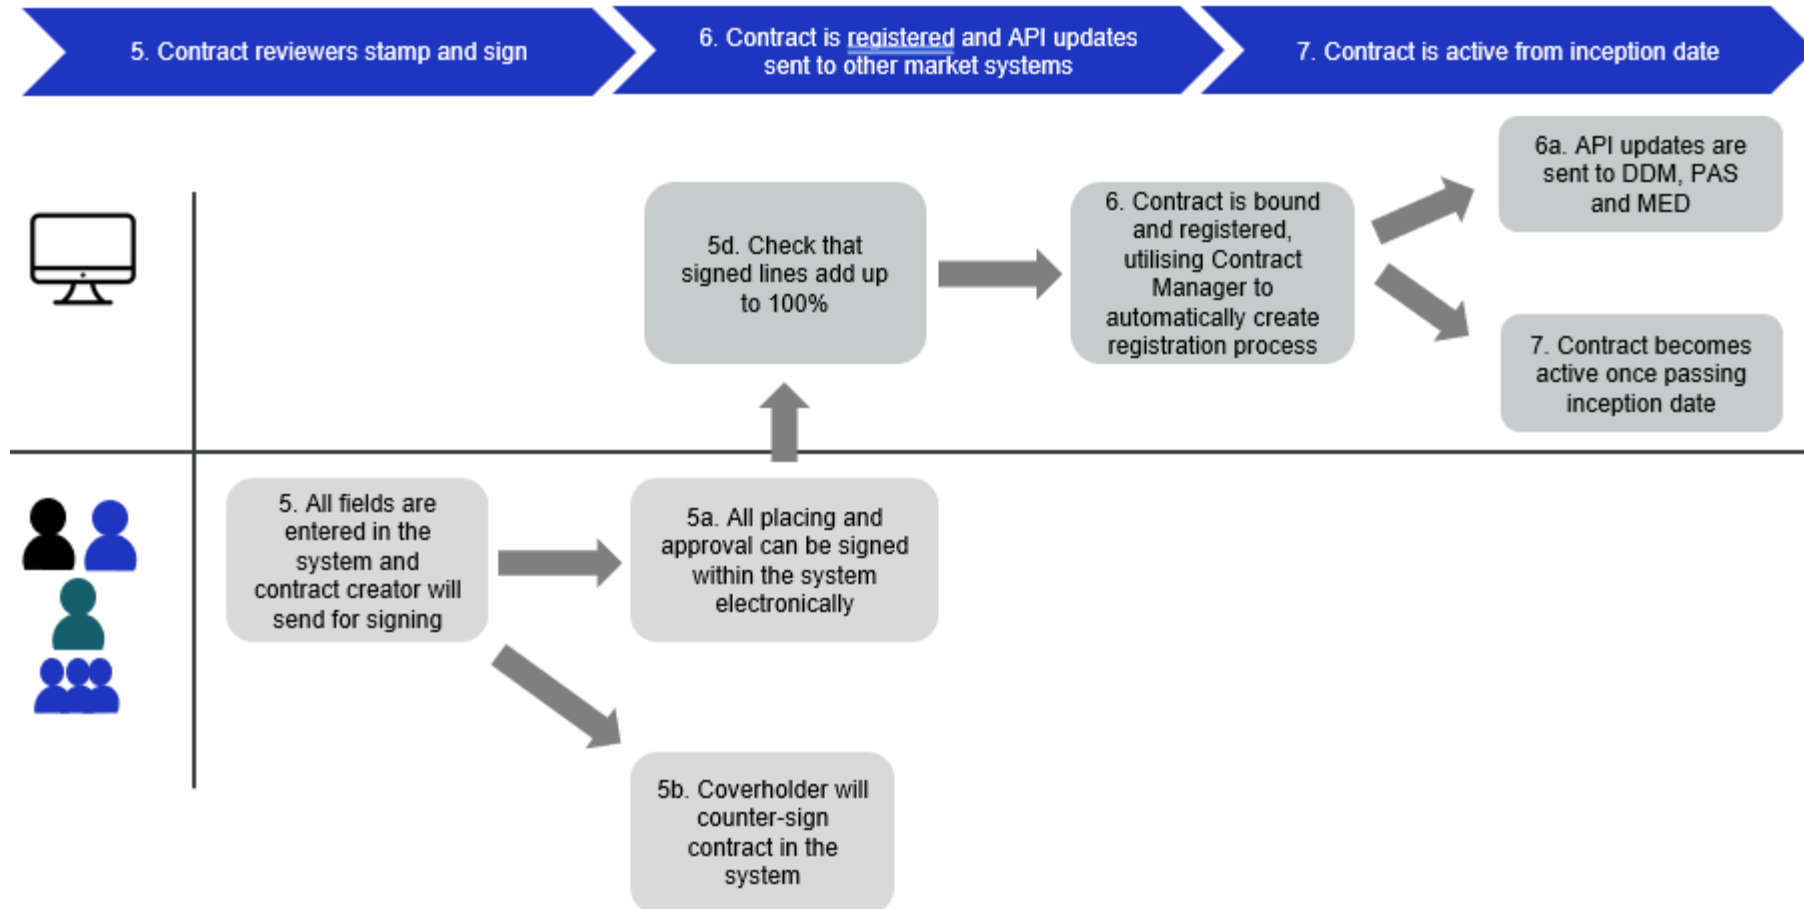 5. Contract reviewers stamp and sign
6. Contract is registered and API updates
sent to other market systems
7. Contract is active from inception date
6a. API updates are
sent to DDM, PAS
and MED
5d. Check that
signed lines add up
to 100%
6. Contract is bound
and registered,
utilising Contract
Manager to
automatically create
registration process
7. Contract becomes
active once passing
inception date
5. All fields are
entered in the
system and
contract creator will
send for signing
5a. All placing and
approval can be signed
within the system
electronically
5b. Coverholder will
counter-sign
contract in the
system